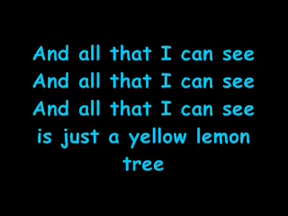 And all that I can see
And all that I can see
And all that I can see
is just a yellow lemon
tree